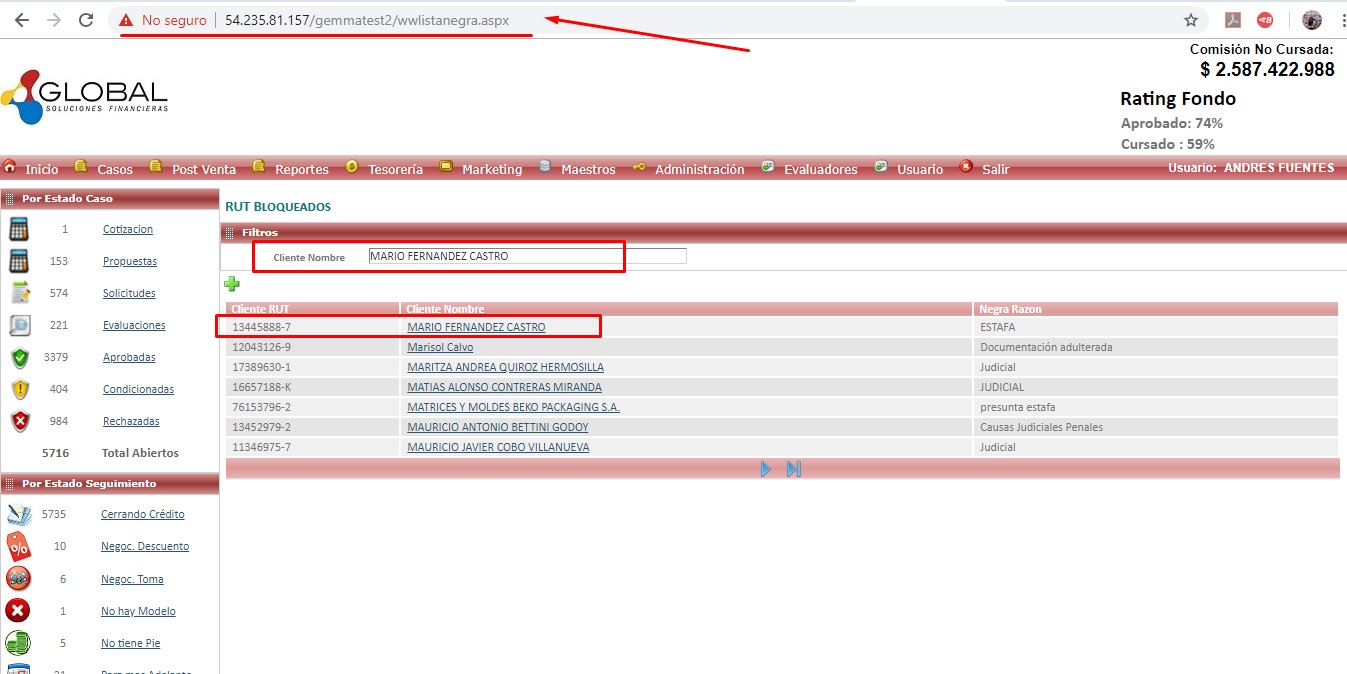 No seguro | 54.235.81.157/gemmatest2/wwlistanegra.aspx
GLOBAL
SOLUCIONES FINANCIERAS
Comisión No Cursada:
$ 2.587.422.988
Rating Fondo
Aprobado: 74%
Cursado : 59%
Inicio Casos Post Venta Reportes Tesorería Marketing Maestros Administración Evaluadores Usuario Salir Usuario: ANDRES FUENTES
Por Estado Caso
1 Cotizacion
153 Propuestas
574 Solicitudes
221 Evaluaciones
3379 Aprobadas
404 Condicionadas
984 Rechazadas
5716 Total Abiertos
Por Estado Seguimiento
5735 Cerrando Crédito
10 Negoc. Descuento
6 Negoc. Toma
1 No hay Modelo
5 No tiene Pie
RUT BLOQUEADOS
Filtros
Cliente Nombre MARIO FERNANDEZ CASTRO
Cliente RUT Cliente Nombre Negra Razon
13445888-7 MARIO FERNANDEZ CASTRO ESTAFA
12043126-9 Marisol Calvo Documentación adulterada
17389630-1 MARITZA ANDREA QUIROZ HERMOSILLA Judicial
16657188-K MATIAS ALONSO CONTRERAS MIRANDA JUDICIAL
76153796-2 MATRICES Y MOLDES BEKO PACKAGING S.A. presunta estafa
13452979-2 MAURICIO ANTONIO BETTINI GODOY Causas Judiciales Penales
11346975-7 MAURICIO JAVIER COBO VILLANUEVA Judicial